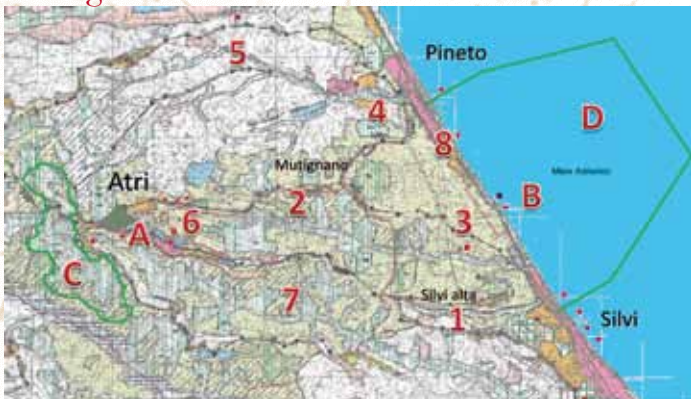 5
Pineto
4
D
8
Mutignano
Atri
2
B
Mare Adriatico
6
3
A
C
7
Silvi alta
1
Silvi